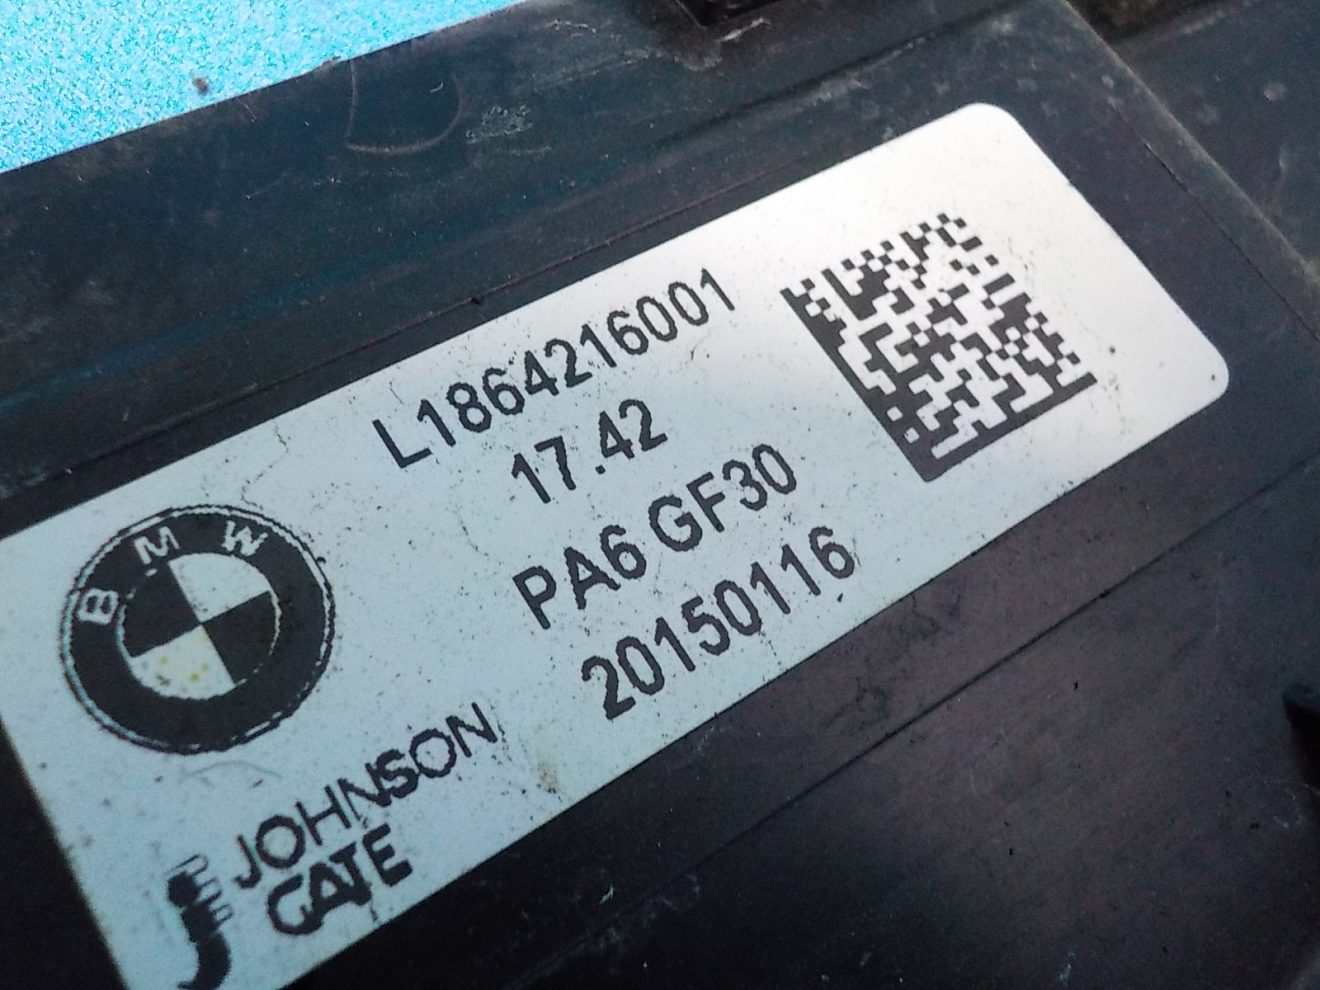 L1864216001
17.42
PA6 GF30
20150116
BMW
JOHNSON
GATE